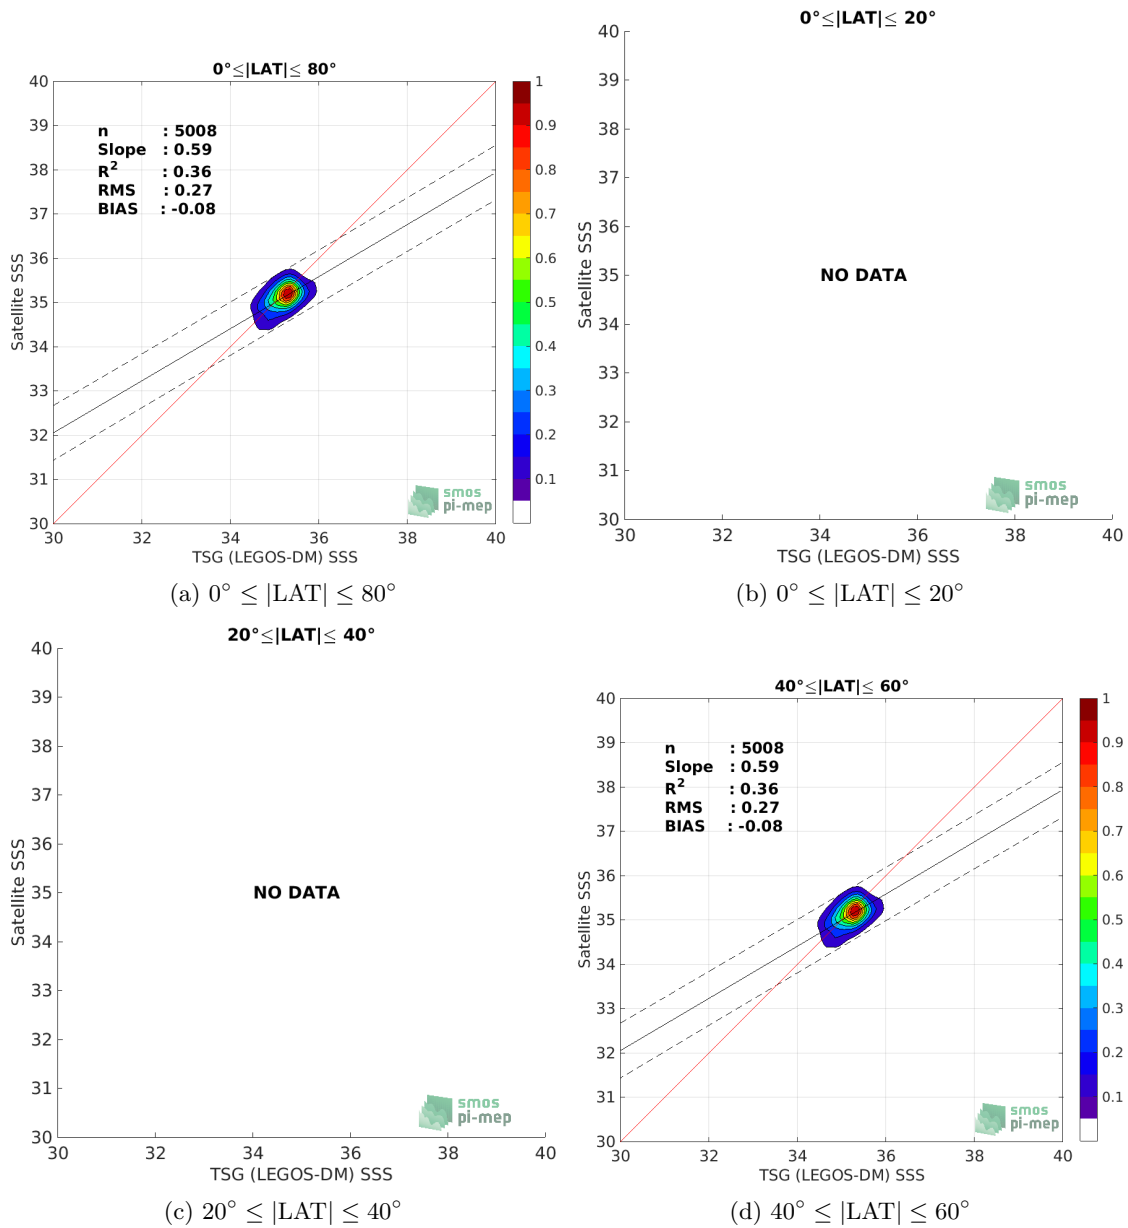 0°≤|LAT|≤ 80°
40
39
38
37
36
35
34
33
32
31
30
Satellite SSS
n : 5008
Slope : 0.59
R² : 0.36
RMS : 0.27
BIAS : -0.08
smos
pi-mep
30 32 34 36 38 40
TSG (LEGOS-DM) SSS
1
0.9
0.8
0.7
0.6
0.5
0.4
0.3
0.2
0.1
(a) 0° ≤ |LAT| ≤ 80°
0°≤|LAT|≤ 20°
40
39
38
37
36
35
34
33
32
31
30
Satellite SSS
NO DATA
smos
pi-mep
30 32 34 36 38 40
TSG (LEGOS-DM) SSS
(b) 0° ≤ |LAT| ≤ 20°
20°≤|LAT|≤ 40°
40
39
38
37
36
35
34
33
32
31
30
Satellite SSS
NO DATA
smos
pi-mep
30 32 34 36 38 40
TSG (LEGOS-DM) SSS
(c) 20° ≤ |LAT| ≤ 40°
40°≤|LAT|≤ 60°
40
39
38
37
36
35
34
33
32
31
30
Satellite SSS
n : 5008
Slope : 0.59
R² : 0.36
RMS : 0.27
BIAS : -0.08
smos
pi-mep
30 32 34 36 38 40
TSG (LEGOS-DM) SSS
1
0.9
0.8
0.7
0.6
0.5
0.4
0.3
0.2
0.1
(d) 40° ≤ |LAT| ≤ 60°